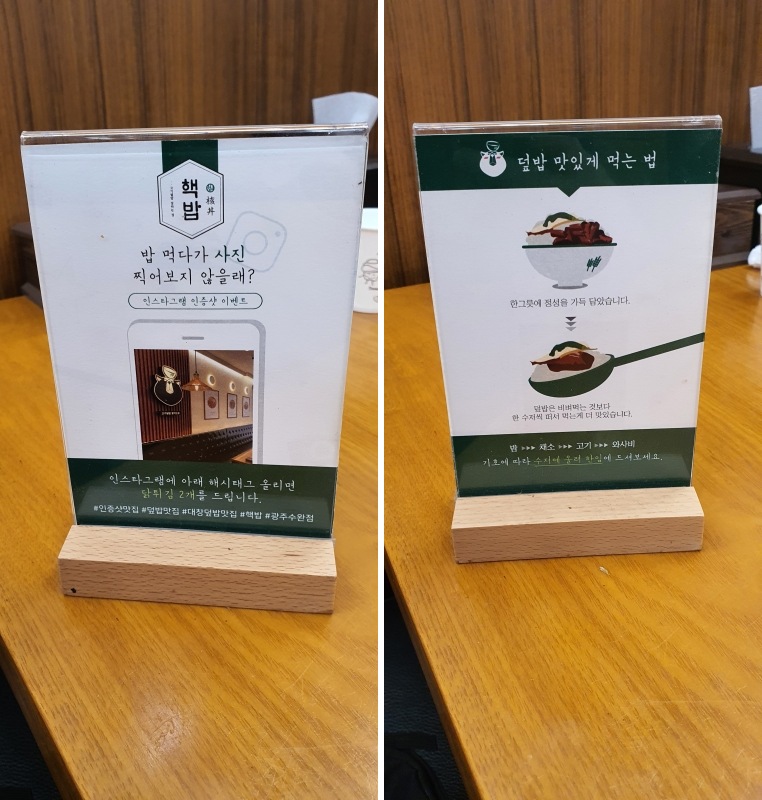 핵밥
核丼
밥 먹다가 사진
찍어보지 않을래?
인스타그램 인증샷 이벤트
인스타그램에 아래 해시태그 올리면
닭튀김 2개를 드립니다.
#인증샷맛집 #덮밥맛집 #대창덮밥맛집 #핵밥 #광주수완점
덮밥 맛있게 먹는 법
한그릇에 정성을 가득 담았습니다.
덮밥은 비벼먹는 것보다
한 수저씩 떠서 먹는게 더 맛있습니다.
밥 ▸▸▸ 채소 ▸▸▸ 고기 ▸▸▸ 와사비
기호에 따라 수저에 올려 한입에 드셔보세요.